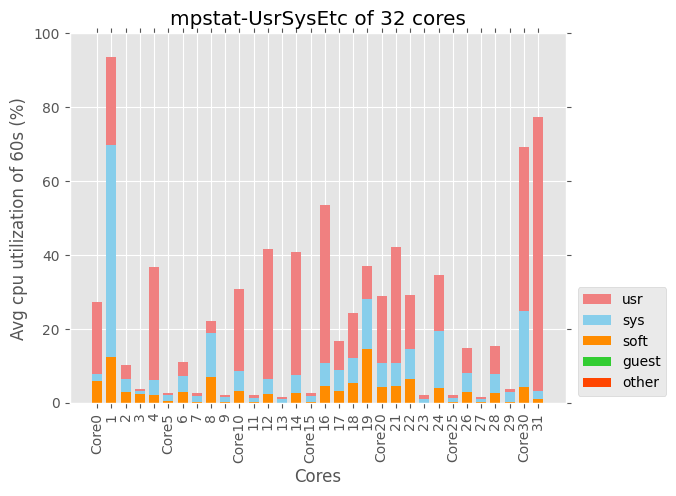 mpstat-UsrSysEtc of 32 cores
100
80
60
40
20
0
Avg cpu utilization of 60s (%)
Core0
1
2
3
4
Core5
6
7
8
9
Core10
11
12
13
14
Core15
16
17
18
19
Core20
21
22
23
24
Core25
26
27
28
29
Core30
31
Cores
usr
sys
soft
guest
other